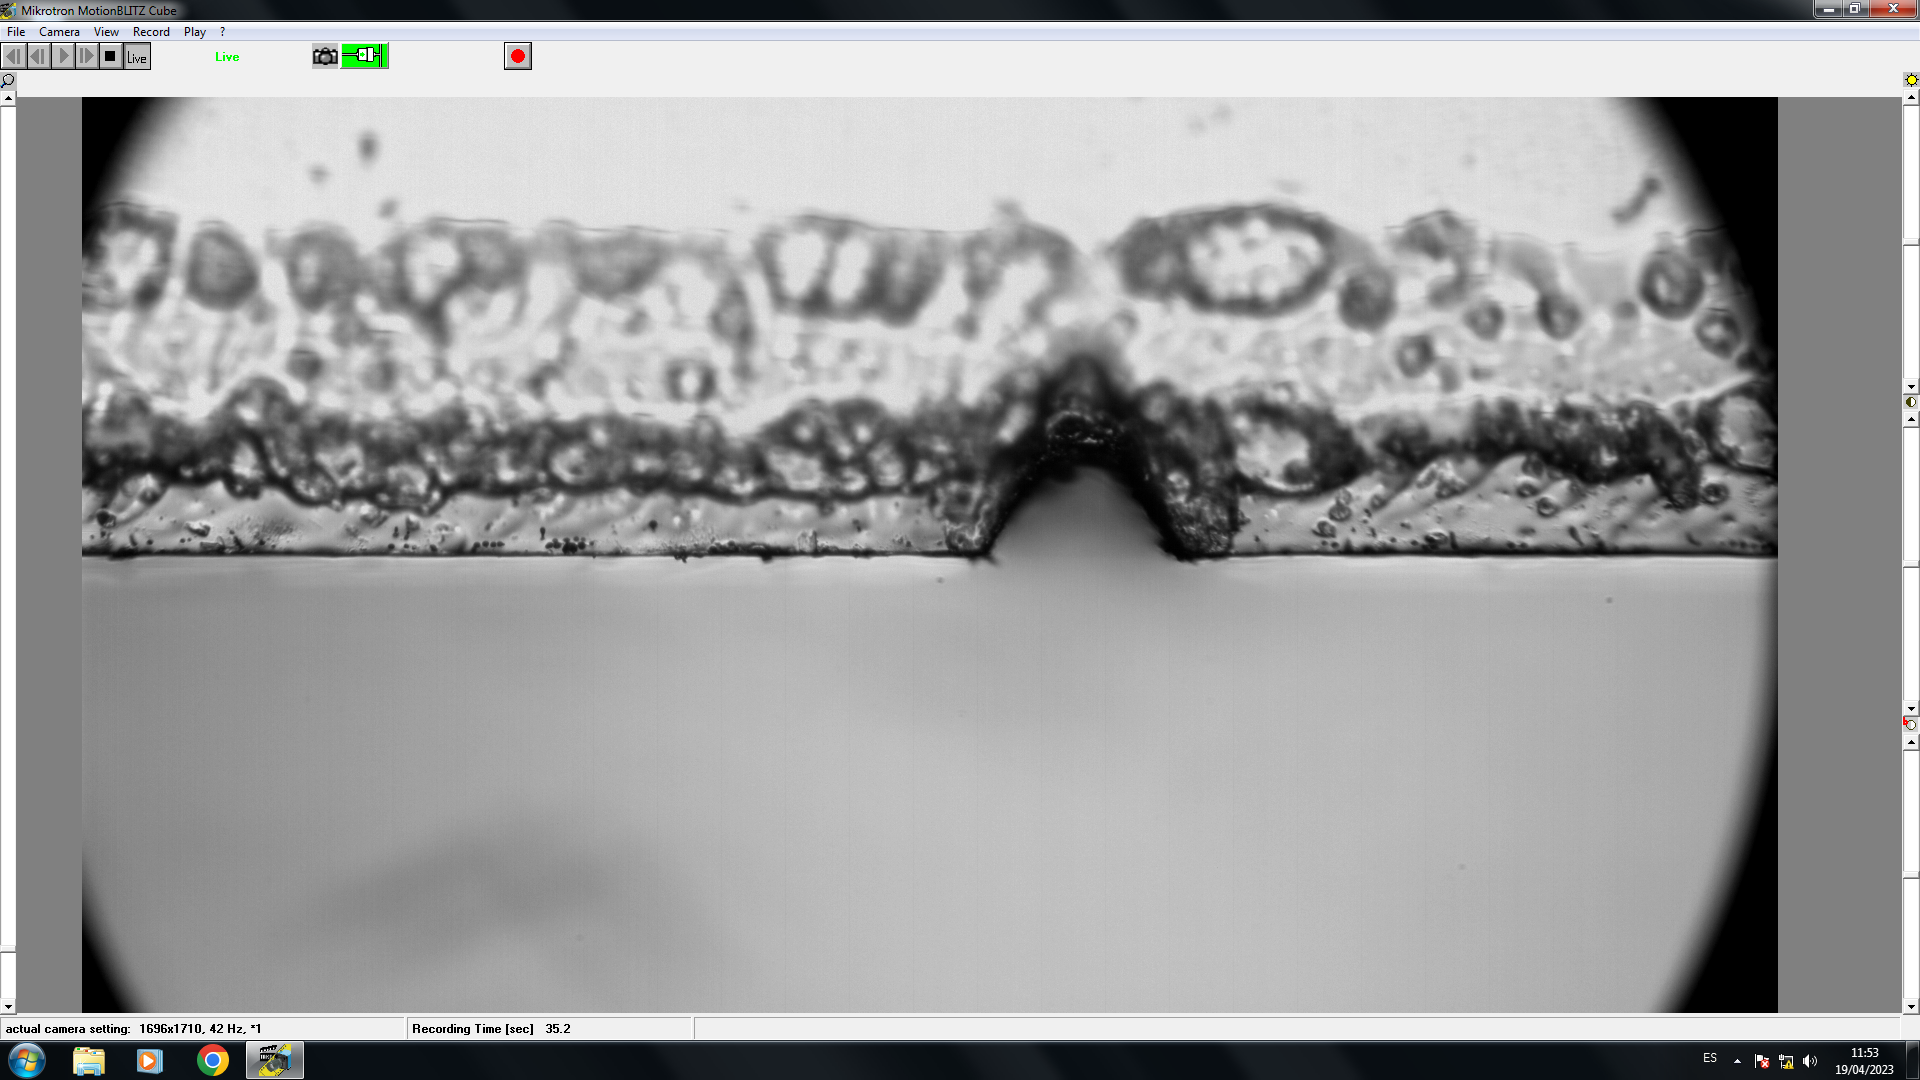 Mikrotron MotionBLITZ Cube
File Camera View Record Play ?
Live Live
actual camera setting: 1696x1710, 42 Hz, *1 Recording Time [sec] 35.2
ES 11:53
19/04/2023